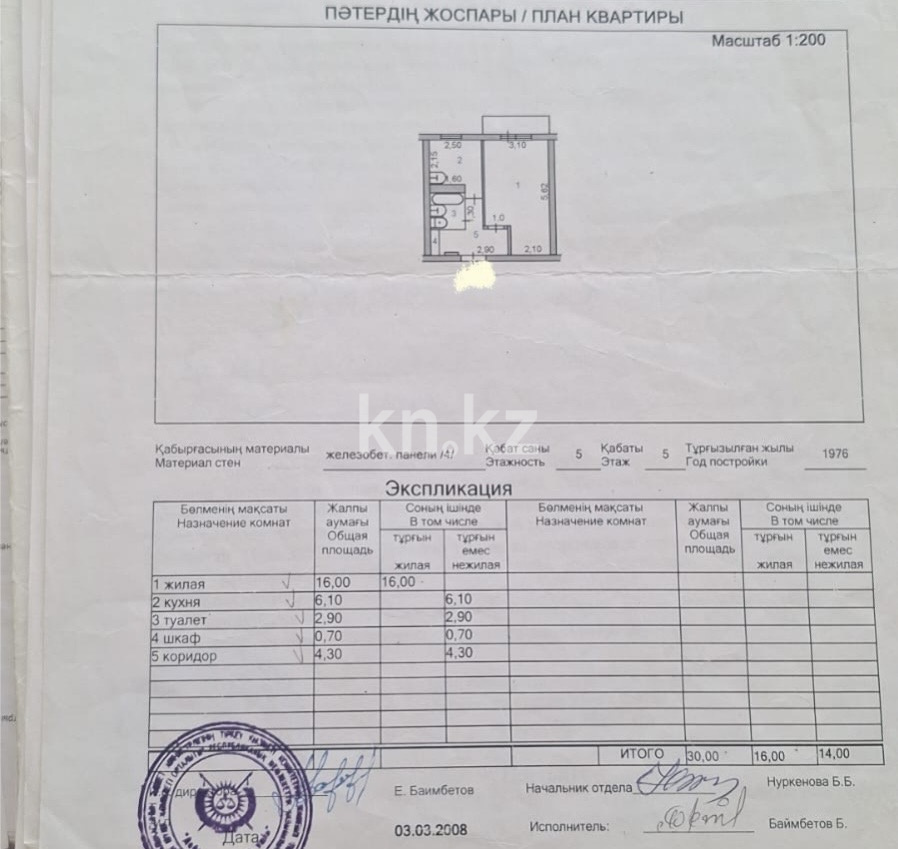 ПӘТЕРДІҢ ЖОСПАРЫ / ПЛАН КВАРТИРЫ
Масштаб 1:200
2,50 3,10
2,15 2 1 5,62
1,60
3 1,30
1,0
4 5
2,90 2,10
kn.kz
Қабырғасының материалы
Материал стен
железобет. панели /4/
Қабат саны
Этажность
5
Қабаты
Этаж
5
Тұрғызылған жылы
Год постройки
1976
Экспликация
Бөлменің мақсаты
Назначение комнат
Жалпы
аумағы
Общая
площадь
Соның ішінде
В том числе
тұрғын
жилая
тұрғын
емес
нежилая
Бөлменің мақсаты
Назначение комнат
Жалпы
аумағы
Общая
площадь
Соның ішінде
В том числе
тұрғын
жилая
тұрғын
емес
нежилая
1 жилая 16,00 16,00
2 кухня 6,10 6,10
3 туалет 2,90 2,90
4 шкаф 0,70 0,70
5 коридор 4,30 4,30
ИТОГО 30,00 16,00 14,00
Е. Баимбетов
Начальник отдела
Нуркенова Б.Б.
Дата
03.03.2008
Исполнитель:
Баймбетов Б.